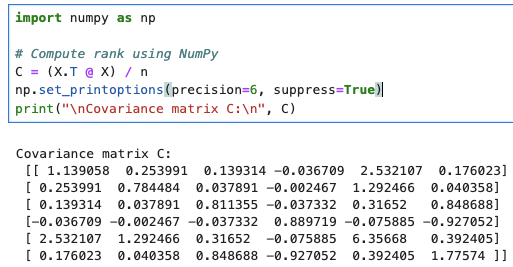 import numpy as np
# Compute rank using NumPy
C = (X.T @ X) / n
np.set_printoptions(precision=6, suppress=True)
print("\nCovariance matrix C:\n", C)
Covariance matrix C:
[[ 1.139058 0.253991 0.139314 -0.036709 2.532107 0.176023]
[ 0.253991 0.784484 0.037891 -0.002467 1.292466 0.040358]
[ 0.139314 0.037891 0.811355 -0.037332 0.31652 0.848688]
[-0.036709 -0.002467 -0.037332 0.889719 -0.075885 -0.927052]
[ 2.532107 1.292466 0.31652 -0.075885 6.35668 0.392405]
[ 0.176023 0.040358 0.848688 -0.927052 0.392405 1.77574 ]]